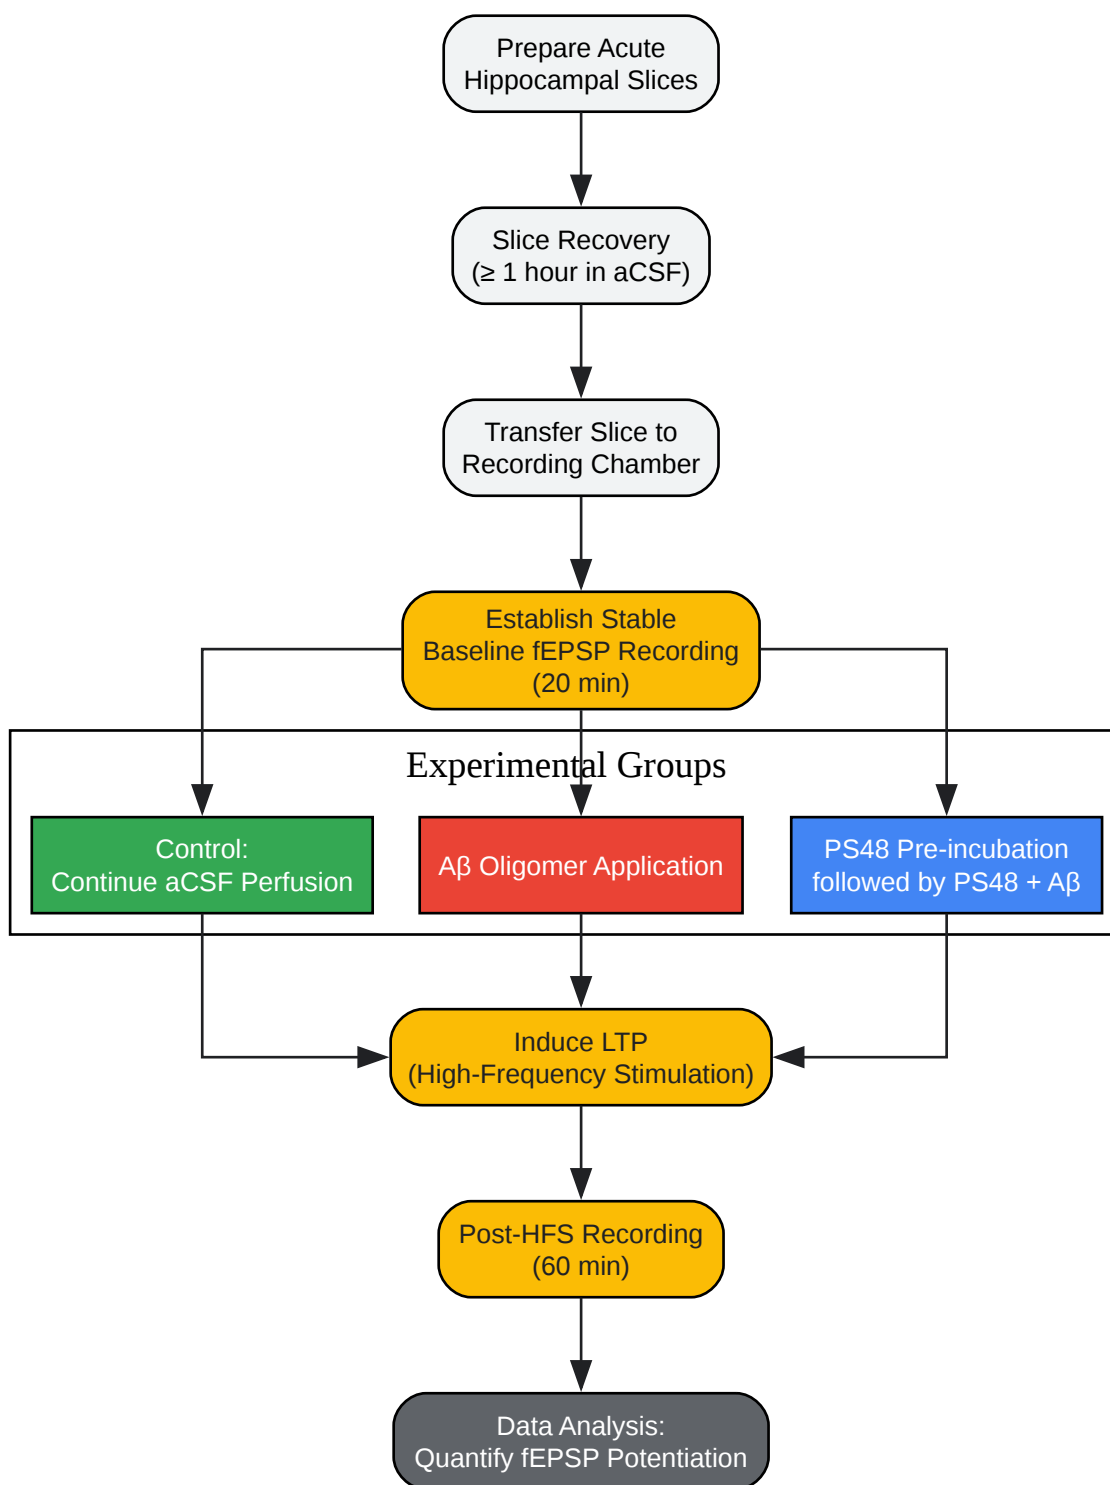 Prepare Acute
Hippocampal Slices
Slice Recovery
(≥ 1 hour in aCSF)
Transfer Slice to
Recording Chamber
Establish Stable
Baseline fEPSP Recording
(20 min)
Experimental Groups
Control:
Continue aCSF Perfusion
Aβ Oligomer Application
PS48 Pre-incubation
followed by PS48 + Aβ
Induce LTP
(High-Frequency Stimulation)
Post-HFS Recording
(60 min)
Data Analysis:
Quantify fEPSP Potentiation